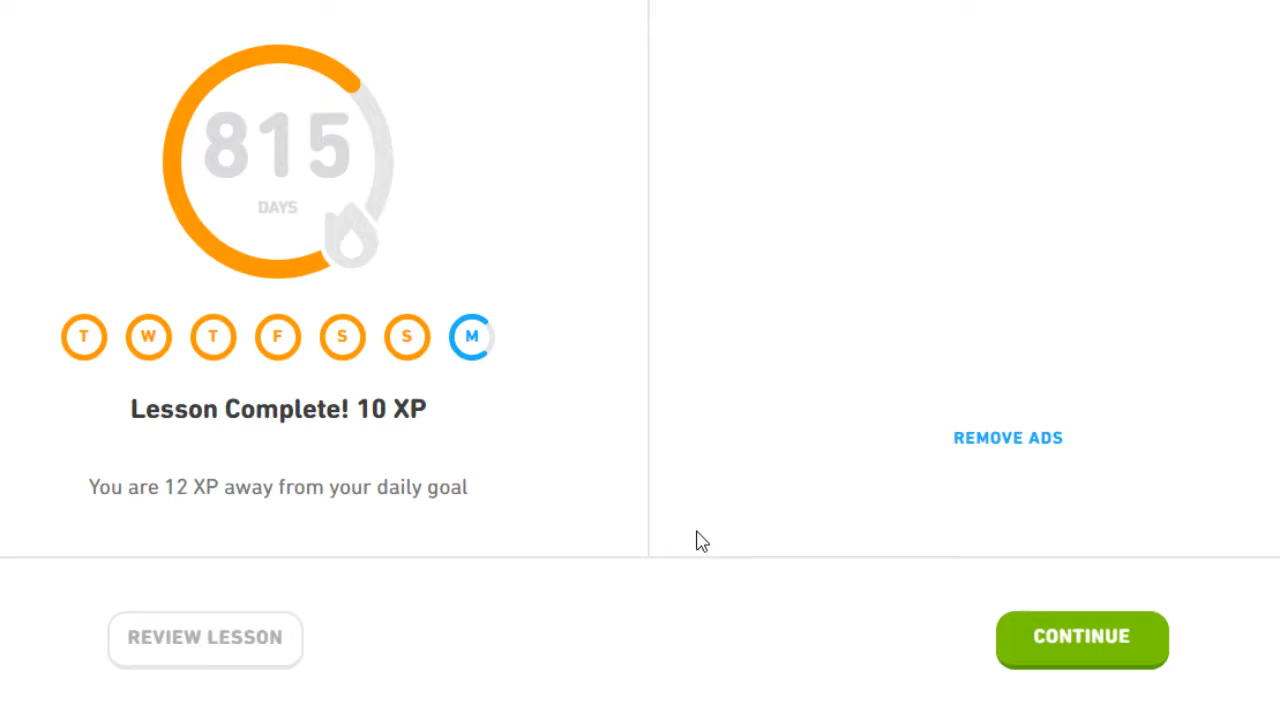 815
DAYS
T W T F S S M
Lesson Complete! 10 XP
You are 12 XP away from your daily goal
REMOVE ADS
REVIEW LESSON
CONTINUE